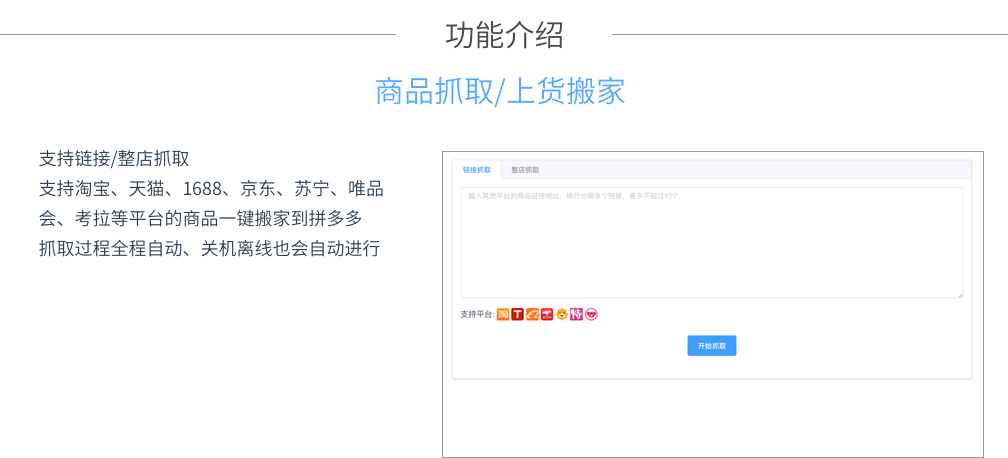 功能介绍
商品抓取/上货搬家
支持链接/整店抓取
支持淘宝、天猫、1688、京东、苏宁、唯品
会、考拉等平台的商品一键搬家到拼多多
抓取过程全程自动、关机离线也会自动进行
链接抓取 整店抓取
输入其他平台的商品链接地址，换行分隔多个链接，最多不超过10个
支持平台: 淘 T 特
开始抓取